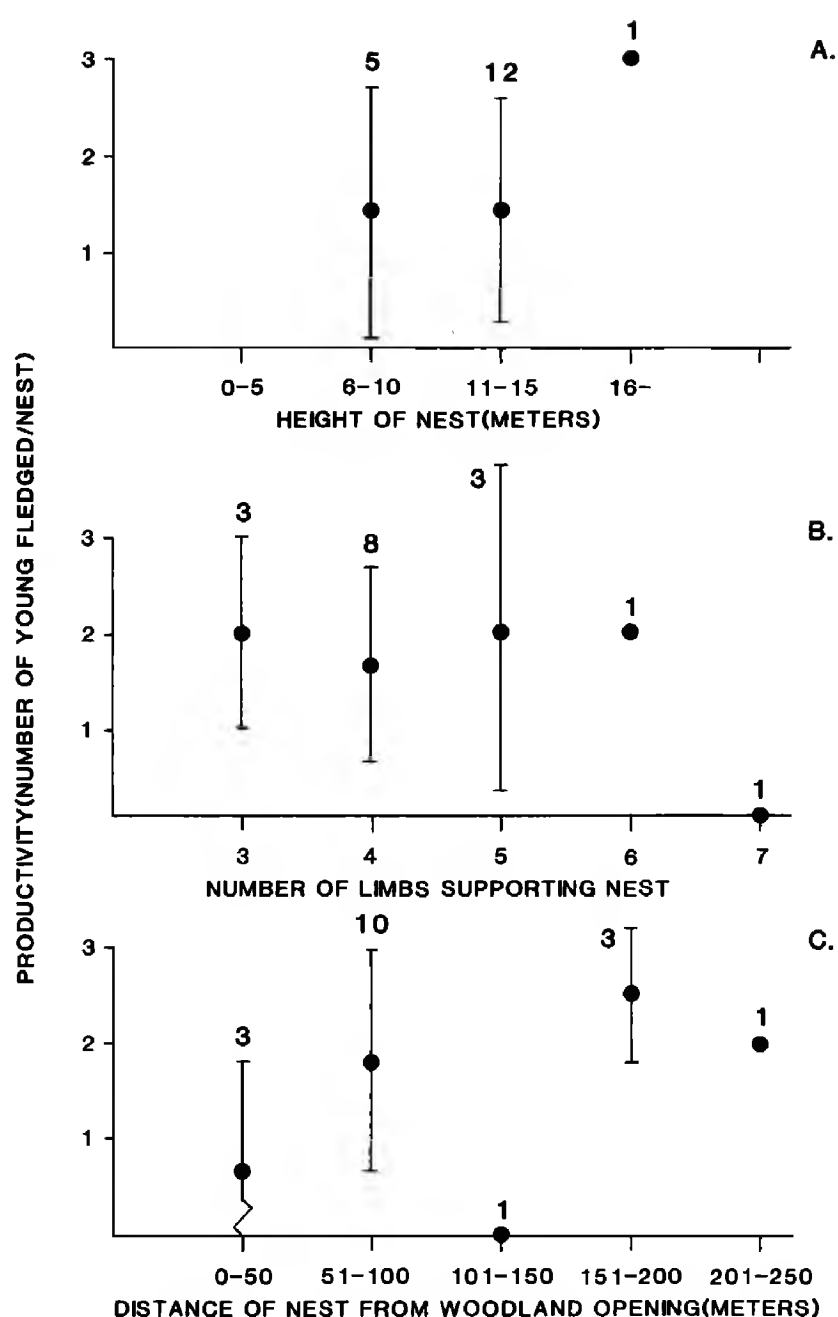 PRODUCTIVITY(NUMBER OF YOUNG FLEDGED/NEST)
A.
3
2
1
5
12
1
0-5 6-10 11-15 16-
HEIGHT OF NEST(METERS)
B.
3
2
1
3
8
3
1
1
3 4 5 6 7
NUMBER OF LIMBS SUPPORTING NEST
C.
3
2
1
3
10
1
3
1
0-50 51-100 101-150 151-200 201-250
DISTANCE OF NEST FROM WOODLAND OPENING(METERS)